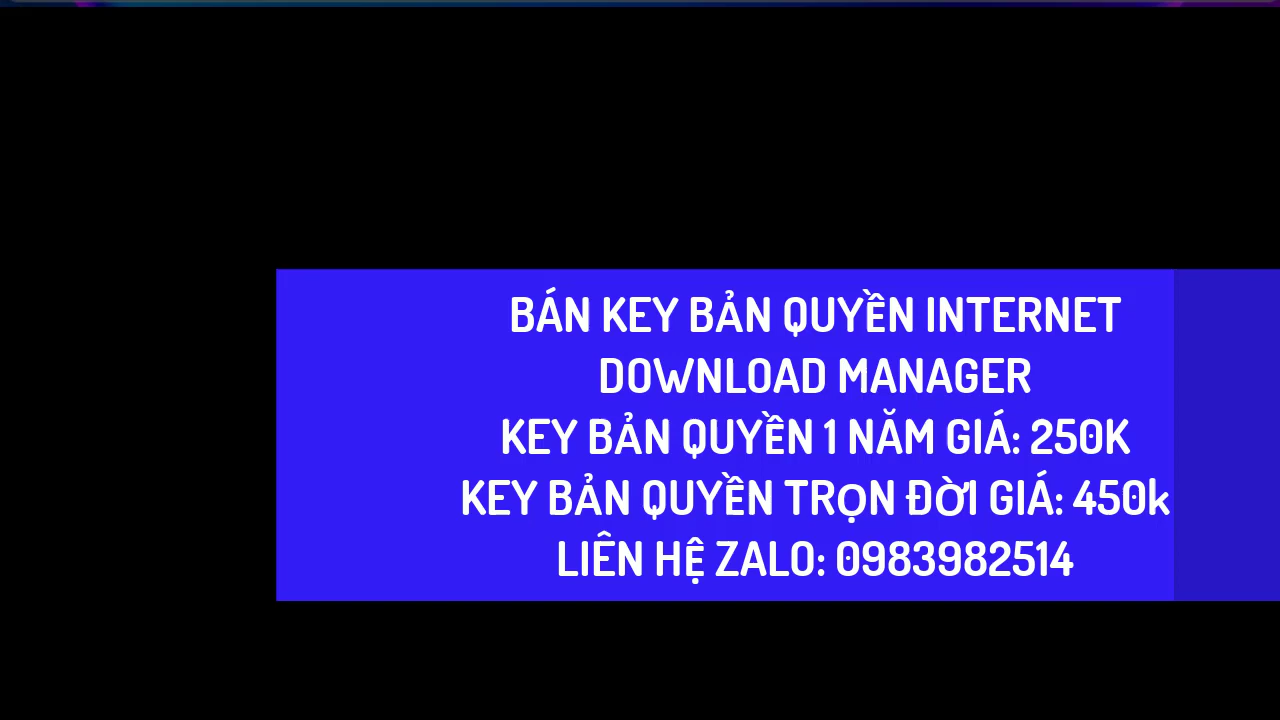 BÁN KEY BẢN QUYỀN INTERNET
DOWNLOAD MANAGER
KEY BẢN QUYỀN 1 NĂM GIÁ: 250K
KEY BẢN QUYỀN TRỌN ĐỜI GIÁ: 450k
LIÊN HỆ ZALO: 0983982514